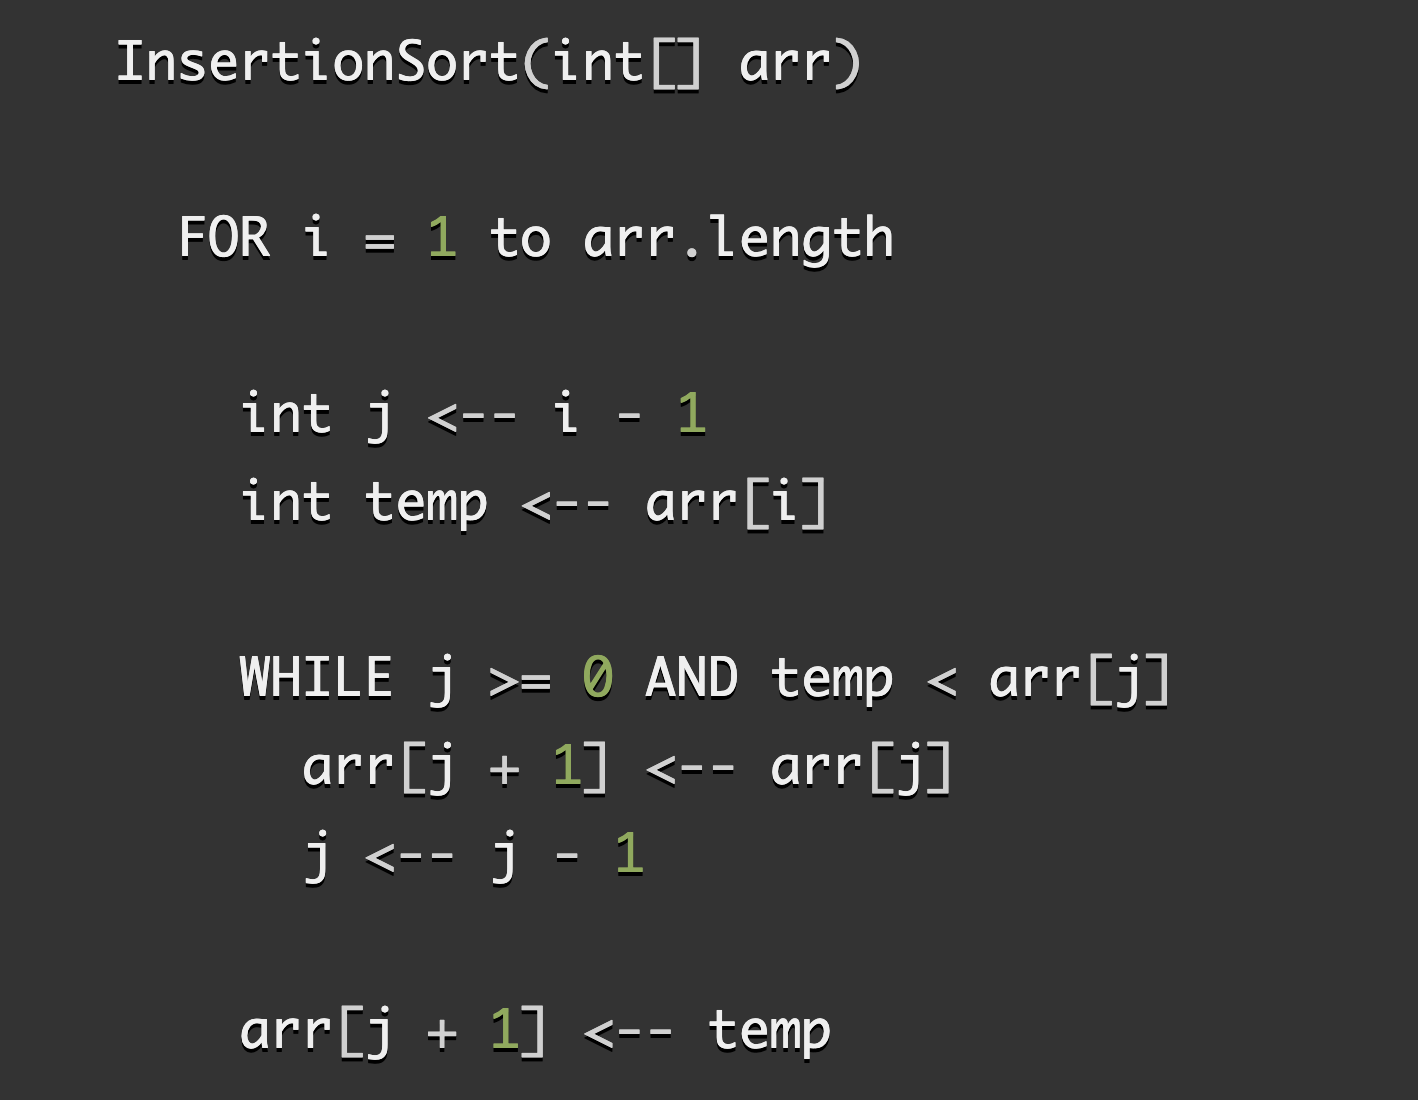 InsertionSort(int[] arr)
FOR i = 1 to arr.length
int j <-- i - 1
int temp <-- arr[i]
WHILE j >= 0 AND temp < arr[j]
arr[j + 1] <-- arr[j]
j <-- j - 1
arr[j + 1] <-- temp